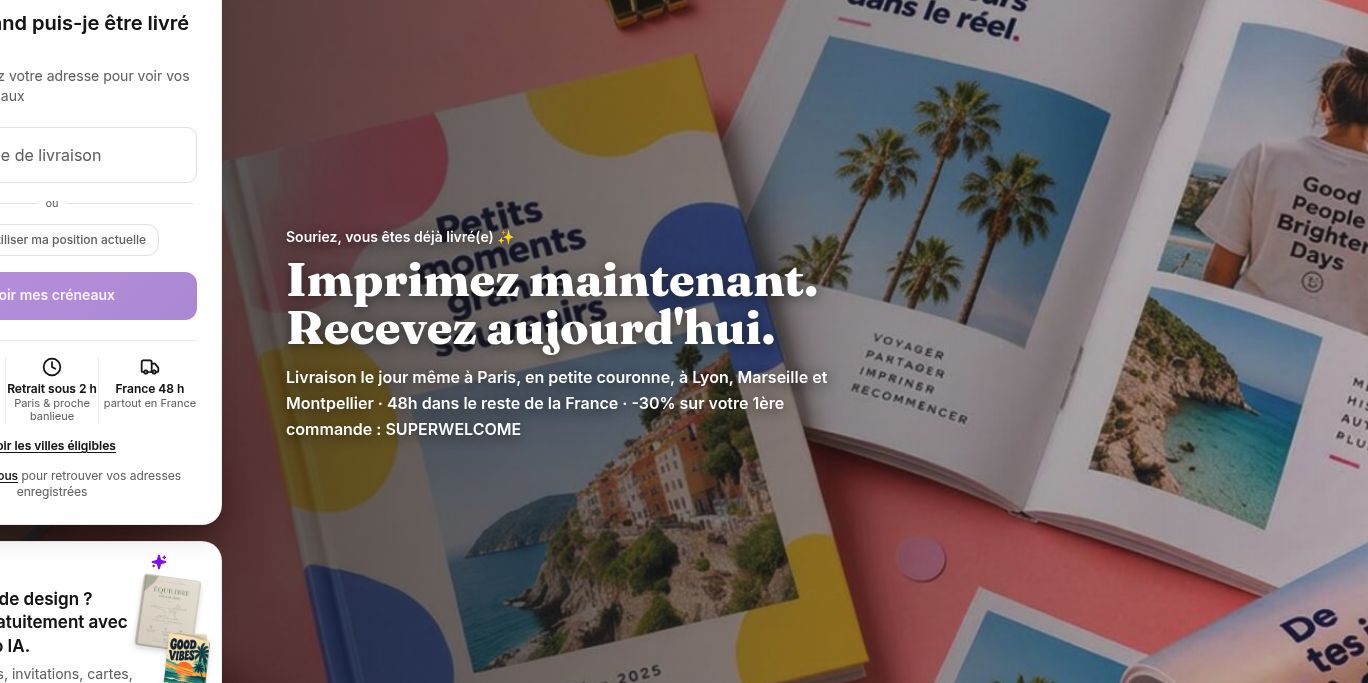 nd puis-je être livré
z votre adresse pour voir vos
aux
e de livraison
ou
iliser ma position actuelle
oir mes créneaux
Retrait sous 2 h
Paris & proche
banlieue
France 48 h
partout en France
oir les villes éligibles
ous pour retrouver vos adresses
enregistrées
de design ?
atuitement avec
IA.
s, invitations, cartes,
ÉQUILIBRE
GOOD
VIBES
Souriez, vous êtes déjà livré(e) ✨
Imprimez maintenant.
Recevez aujourd'hui.
Livraison le jour même à Paris, en petite couronne, à Lyon, Marseille et
Montpellier · 48h dans le reste de la France · -30% sur votre 1ère
commande : SUPERWELCOME
Petits
moments
grands
souvenirs
2025
dans le réel.
VOYAGER
PARTAGER
IMPRIMER
RECOMMENCER
Good
People
Brighter
Days
De